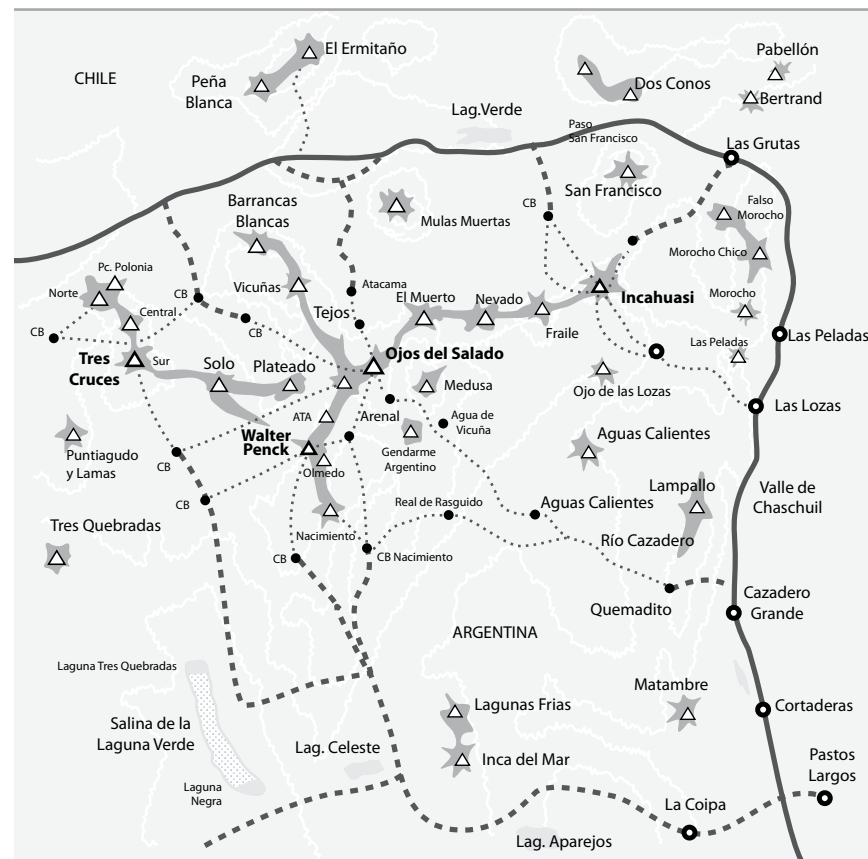 El Ermitaño
CHILE
Peña
Blanca
Pabellón
Dos Conos
Bertrand
Lag.Verde
Paso
San Francisco
Las Grutas
San Francisco
CB
Barrancas
Blancas
Mulas Muertas
Falso
Morocho
Morocho Chico
Pc. Polonia
Norte
Central
CB
Vicuñas
Atacama
El Muerto
Nevado
Incahuasi
Morocho
CB
CB
Tejos
Fraile
Las Peladas
Las Peladas
Tres
Cruces
Sur
Solo
Plateado
Ojos del Salado
Medusa
Ojo de las Lozas
Las Lozas
ATA
Arenal
Agua de
Vicuña
Walter
Penck
Gendarme
Argentino
Aguas Calientes
Puntiagudo
y Lamas
CB
Olmedo
Lampallo
Valle de
Chaschuil
Tres Quebradas
CB
Real de Rasguido
Aguas Calientes
Nacimiento
Río Cazadero
CB
CB Nacimiento
Quemadito
Cazadero
Grande
ARGENTINA
Laguna Tres Quebradas
Matambre
Lagunas Frias
Cortaderas
Salina de la
Laguna Verde
Lag. Celeste
Inca del Mar
Pastos
Largos
Laguna
Negra
La Coipa
Lag. Aparejos